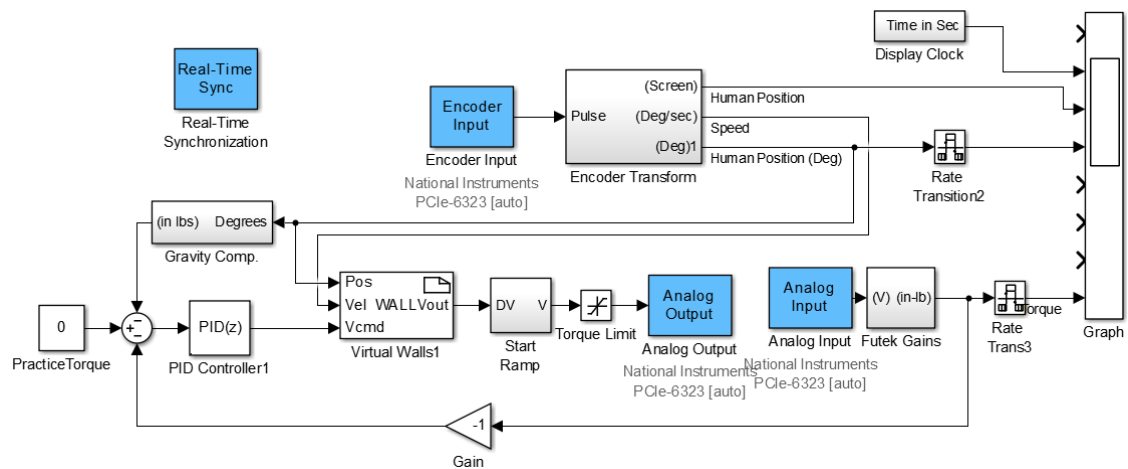 Time in Sec
Display Clock
Real-Time
Sync
Real-Time
Synchronization
Encoder
Input
Encoder Input
National Instruments
PCIe-6323 [auto]
Pulse
(Screen)
(Deg/sec)
(Deg)1
Encoder Transform
Human Position
Speed
Human Position (Deg)
Rate
Transition2
(in lbs) Degrees
Gravity Comp.
0
PracticeTorque
+
−
−
PID(z)
PID Controller1
Pos
Vel WALLVout
Vcmd
Virtual Walls1
DV V
Start
Ramp
Torque Limit
Analog
Output
Analog Output
National Instruments
PCIe-6323 [auto]
Analog
Input
Analog Input
National Instruments
PCIe-6323 [auto]
(V) (in-lb)
Futek Gains
Rate
Trans3
Torque
Graph
-1
Gain